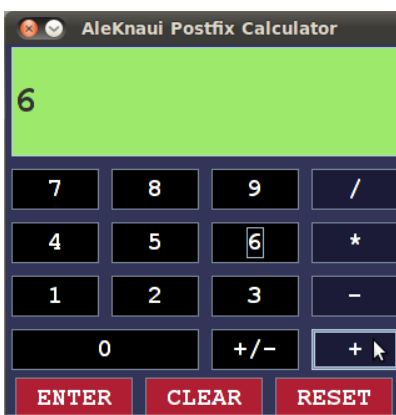 AleKnaui Postfix Calculator
6
7 8 9 /
4 5 6 *
1 2 3 -
0 +/- +
ENTER CLEAR RESET